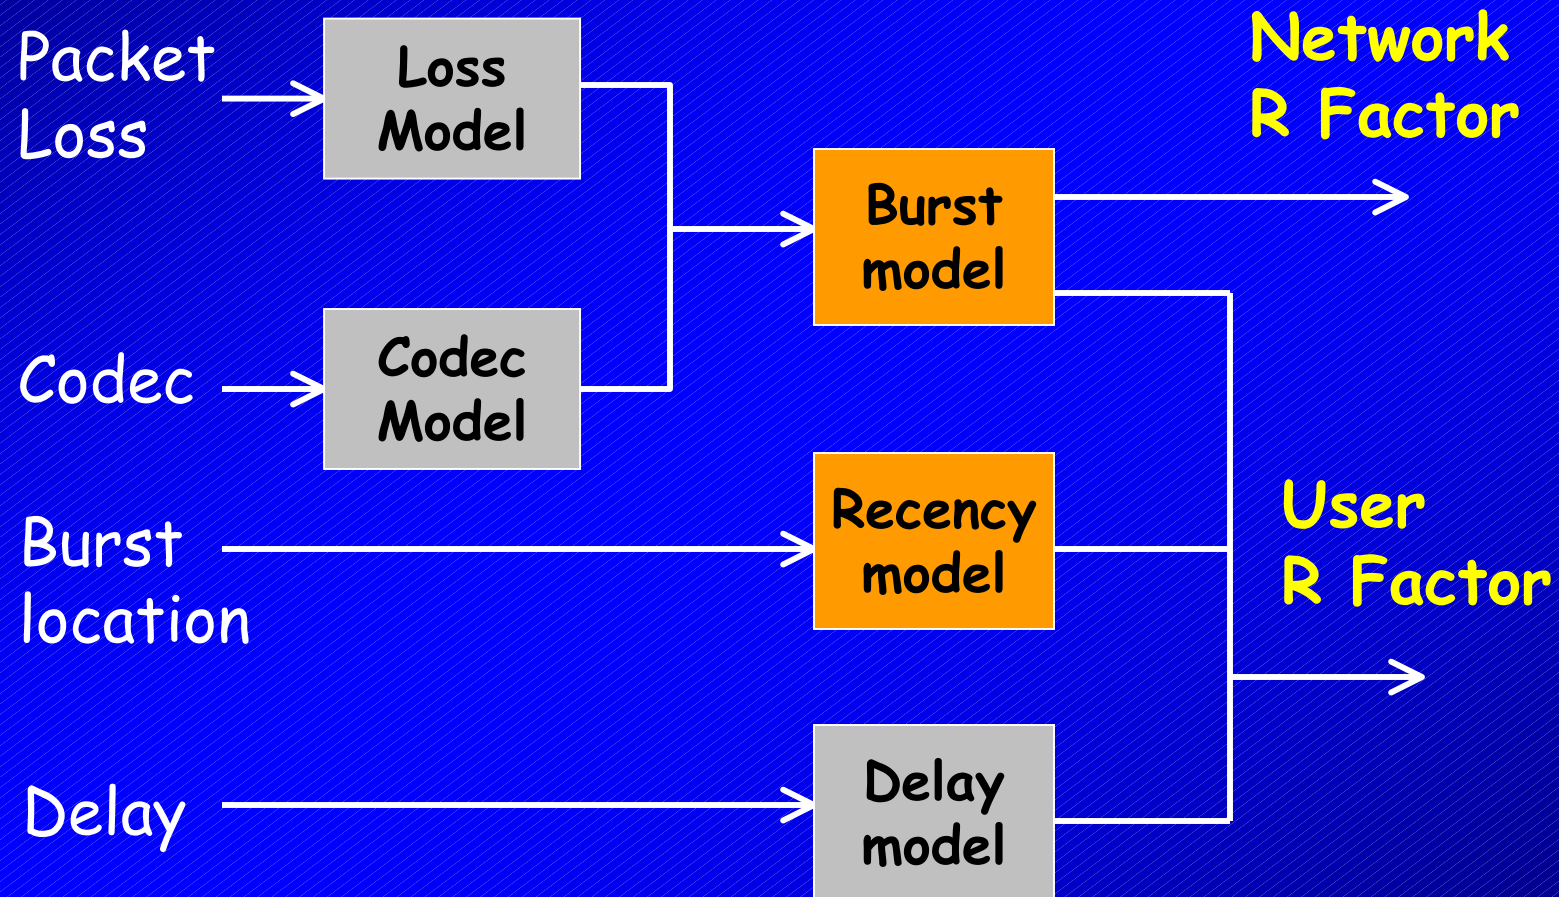 Packet
Loss
Loss
Model
Network
R Factor
Burst
model
Codec
Codec
Model
Burst
location
Recency
model
User
R Factor
Delay
Delay
model